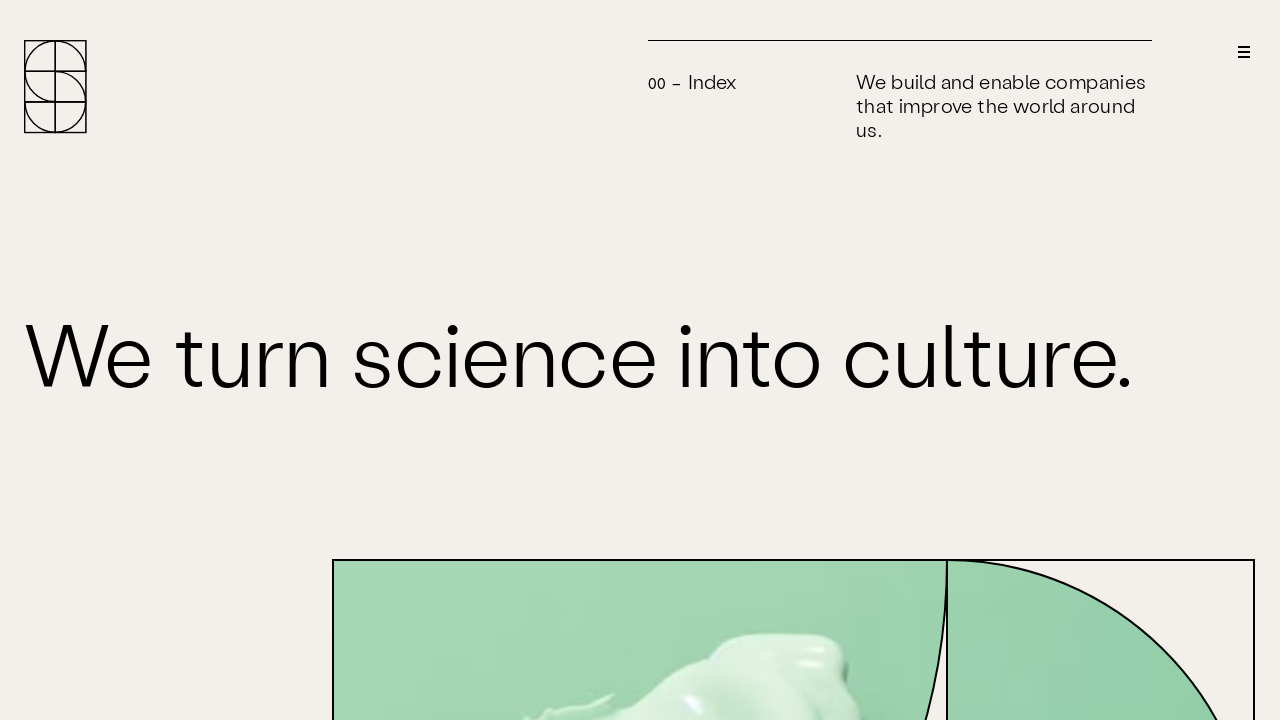 00 – Index
We build and enable companies
that improve the world around
us.
We turn science into culture.